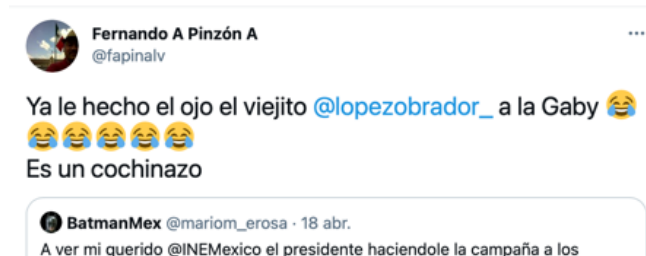 Fernando A Pinzón A
@fapinalv
Ya le hecho el ojo el viejito @lopezobrador_ a la Gaby 😂
😂😂😂😂😂
Es un cochinazo
BatmanMex @mariom_erosa · 18 abr.
A ver mi querido @INEMexico el presidente haciendole la campaña a los